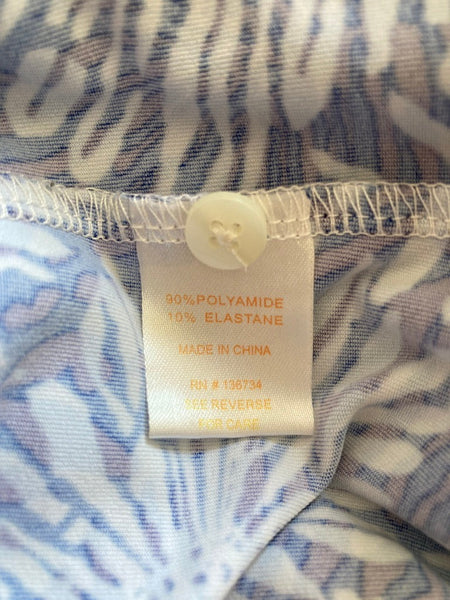 90% POLYAMIDE
10% ELASTANE
MADE IN CHINA
RN # 136734
SEE REVERSE
FOR CARE